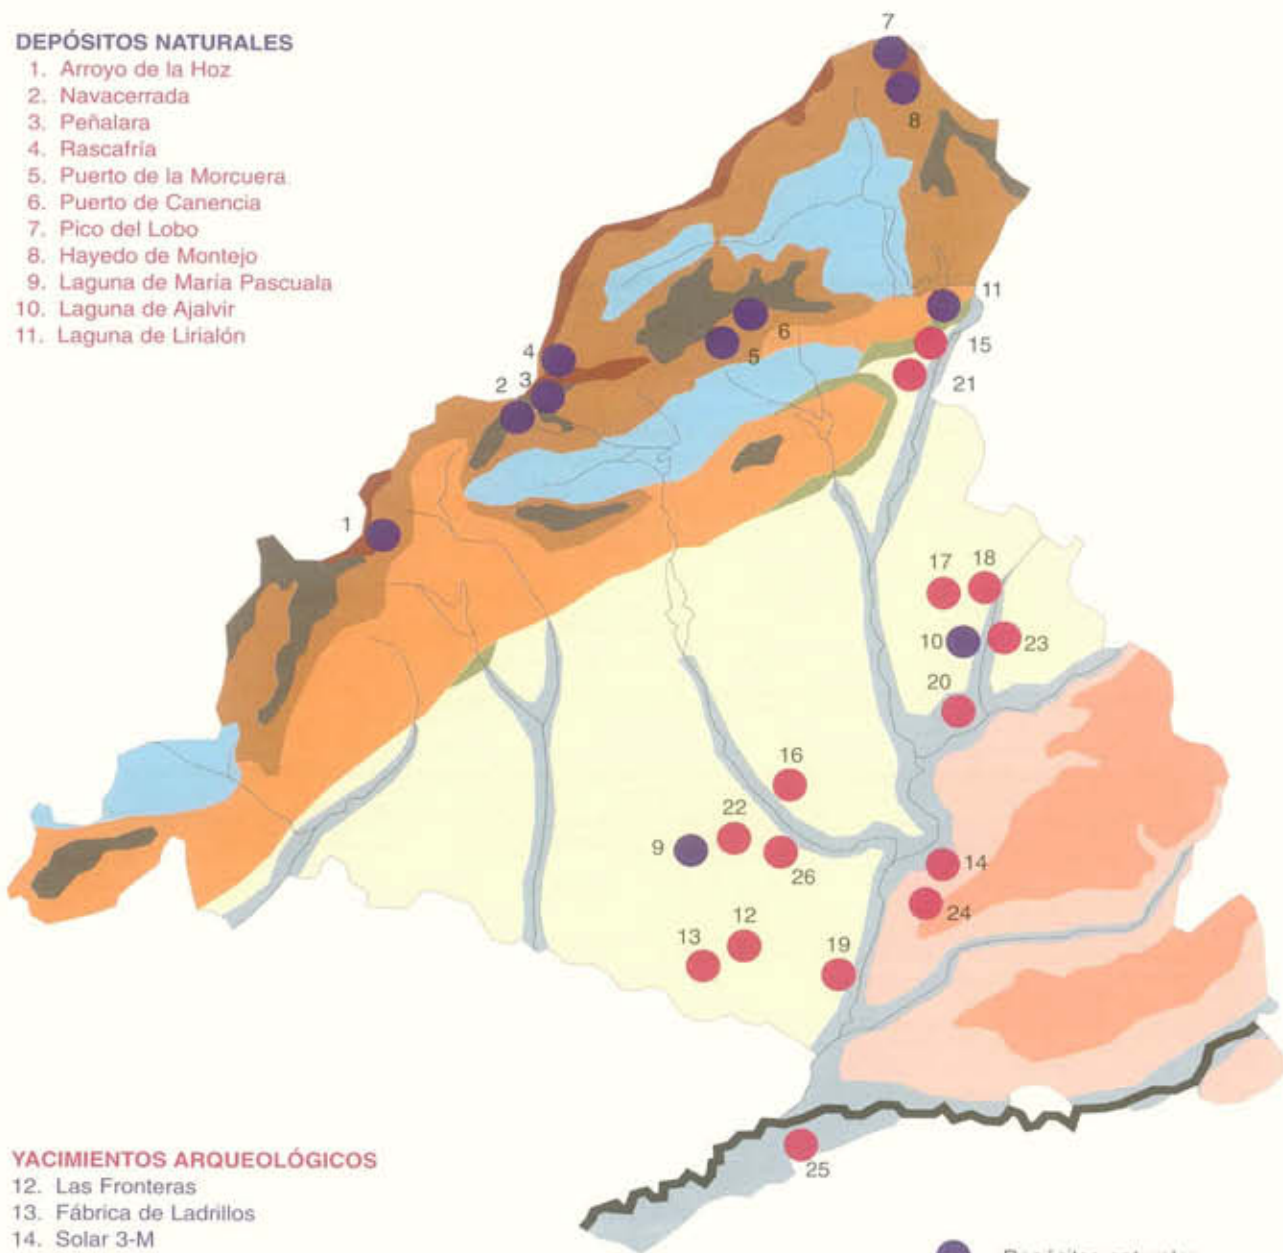 DEPÓSITOS NATURALES
1. Arroyo de la Hoz
2. Navacerrada
3. Peñalara
4. Rascafría
5. Puerto de la Morcuera
6. Puerto de Canencia
7. Pico del Lobo
8. Hayedo de Montejo
9. Laguna de María Pascuala
10. Laguna de Ajalvir
11. Laguna de Lirialón
7
8
11
6
5
15
4
3
2
21
1
17
18
10
23
20
16
22
9
26
14
24
12
13
19
25
YACIMIENTOS ARQUEOLÓGICOS
12. Las Fronteras
13. Fábrica de Ladrillos
14. Solar 3-M